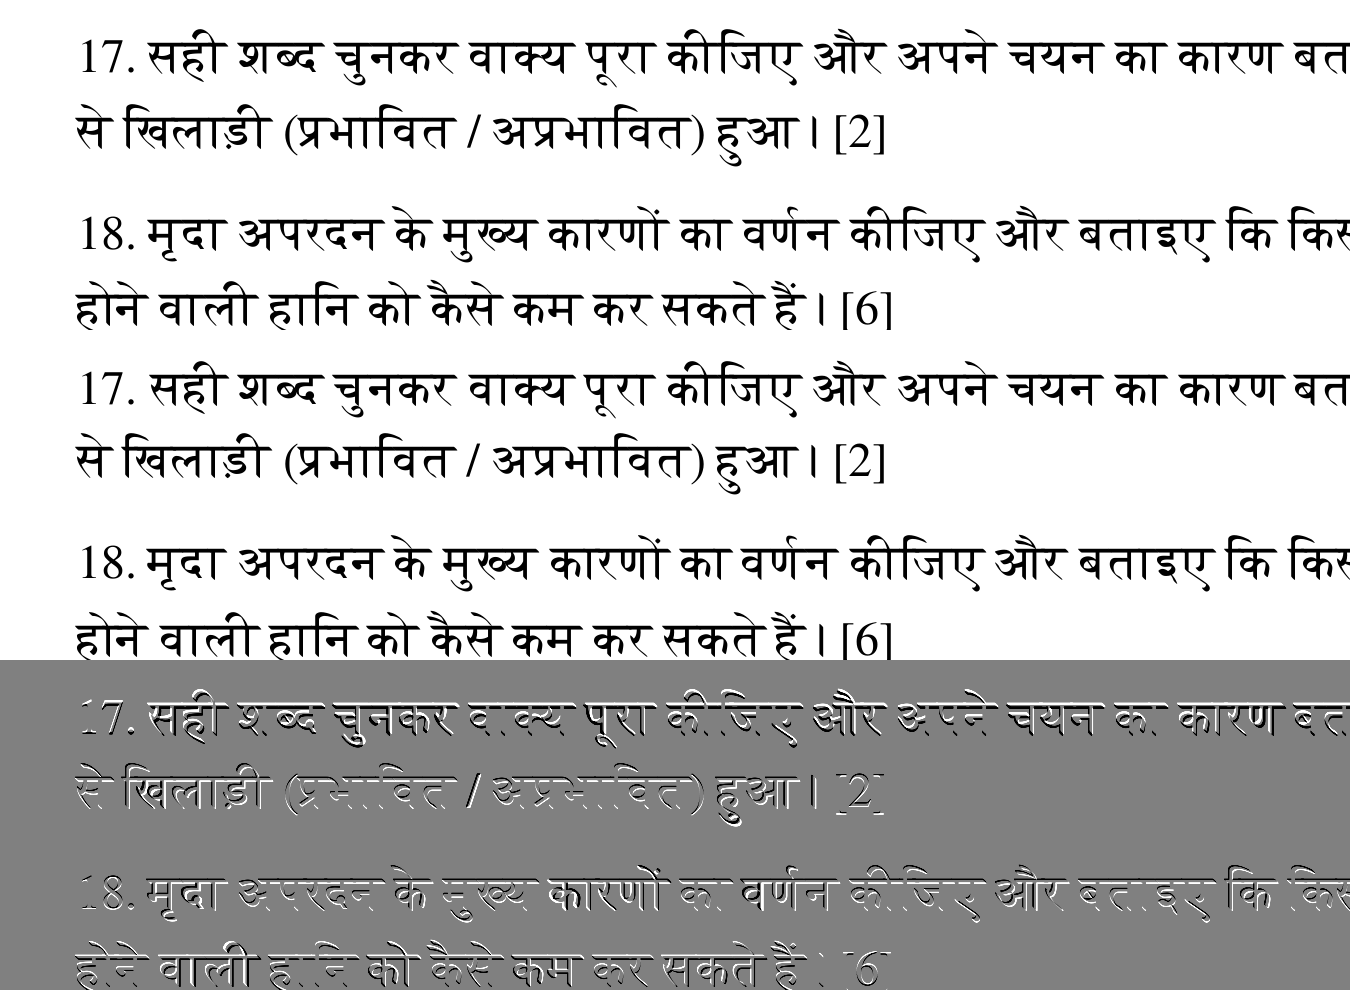 17. सही शब्द चुनकर वाक्य पूरा कीजिए और अपने चयन का कारण बत
से खिलाड़ी (प्रभावित / अप्रभावित) हुआ। [2]
18. मृदा अपरदन के मुख्य कारणों का वर्णन कीजिए और बताइए कि किस
होने वाली हानि को कैसे कम कर सकते हैं। [6]
17. सही शब्द चुनकर वाक्य पूरा कीजिए और अपने चयन का कारण बत
से खिलाड़ी (प्रभावित / अप्रभावित) हुआ। [2]
18. मृदा अपरदन के मुख्य कारणों का वर्णन कीजिए और बताइए कि किस
होने वाली हानि को कैसे कम कर सकते हैं। [6]
17. सही शब्द चुनकर वाक्य पूरा कीजिए और अपने चयन का कारण बत
से खिलाड़ी (प्रभावित / अप्रभावित) हुआ। [2]
18. मृदा अपरदन के मुख्य कारणों का वर्णन कीजिए और बताइए कि किस
होने वाली हानि को कैसे कम कर सकते हैं। [6]